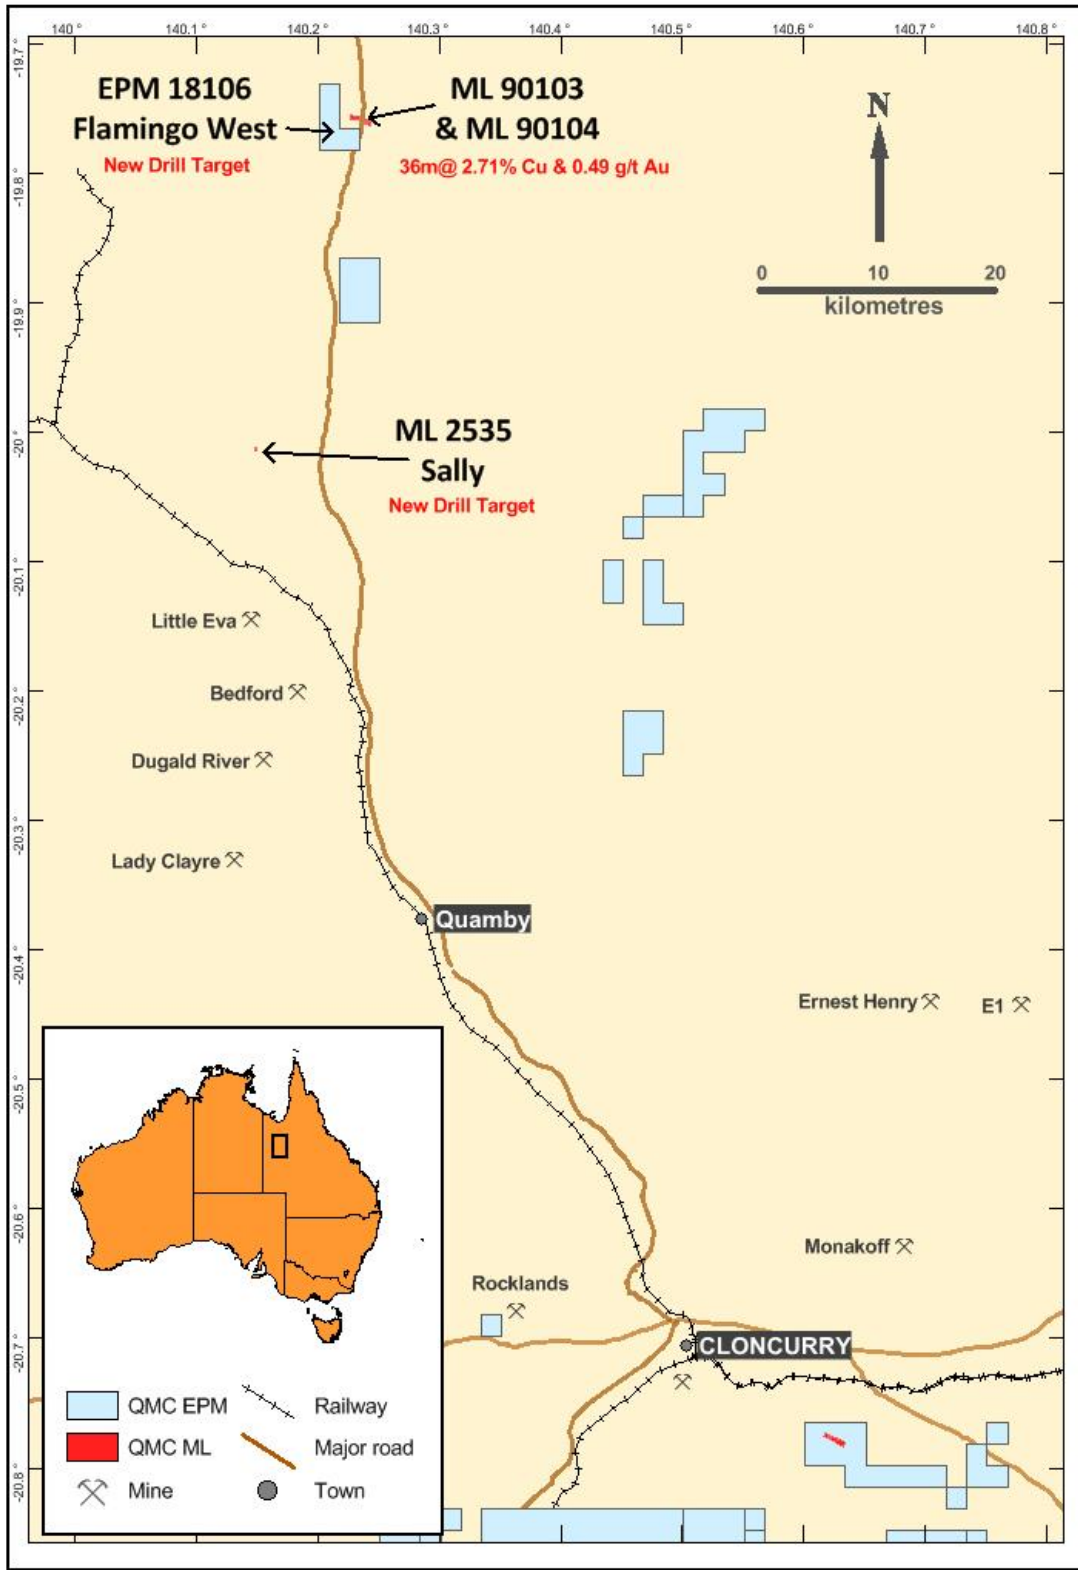 140 °
140.1 °
140.2 °
140.3 °
140.4 °
140.5 °
140.6 °
140.7 °
140.8 °
-19.7 °
-19.8 °
-19.9 °
-20 °
-20.1 °
-20.2 °
-20.3 °
-20.4 °
-20.5 °
-20.6 °
-20.7 °
-20.8 °
EPM 18106
Flamingo West
New Drill Target
ML 90103
& ML 90104
36m@ 2.71% Cu & 0.49 g/t Au
N
0 10 20
kilometres
ML 2535
Sally
New Drill Target
Little Eva
Bedford
Dugald River
Lady Clayre
Quamby
Ernest Henry
E1
Monakoff
Rocklands
CLONCURRY
QMC EPM
QMC ML
Mine
Railway
Major road
Town